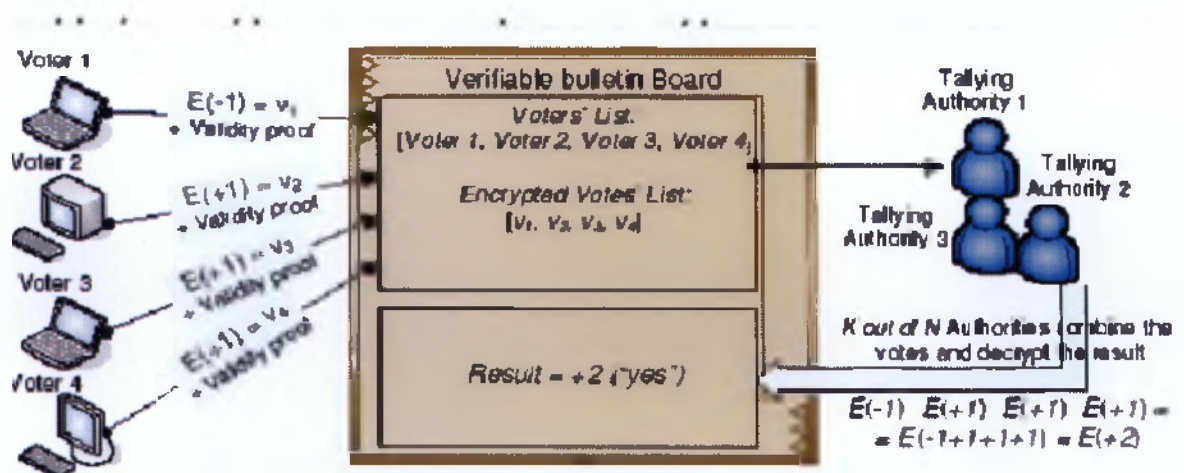 Voter 1
E(-1) = v1
+ Validity proof
Voter 2
E(+1) = v2
+ Validity proof
Voter 3
E(+1) = v3
+ Validity proof
Voter 4
E(+1) = v4
+ Validity proof
Verifiable bulletin Board
Voters' List:
[Voter 1, Voter 2, Voter 3, Voter 4]
Encrypted Votes' List:
[v1, v2, v3, v4]
Result = +2 ("yes")
Tallying
Authority 1
Tallying
Authority 2
Tallying
Authority 3
K out of N Authorities combine the
votes and decrypt the result
E(-1) E(+1) E(+1) E(+1) =
= E(-1+1+1+1) = E(+2)